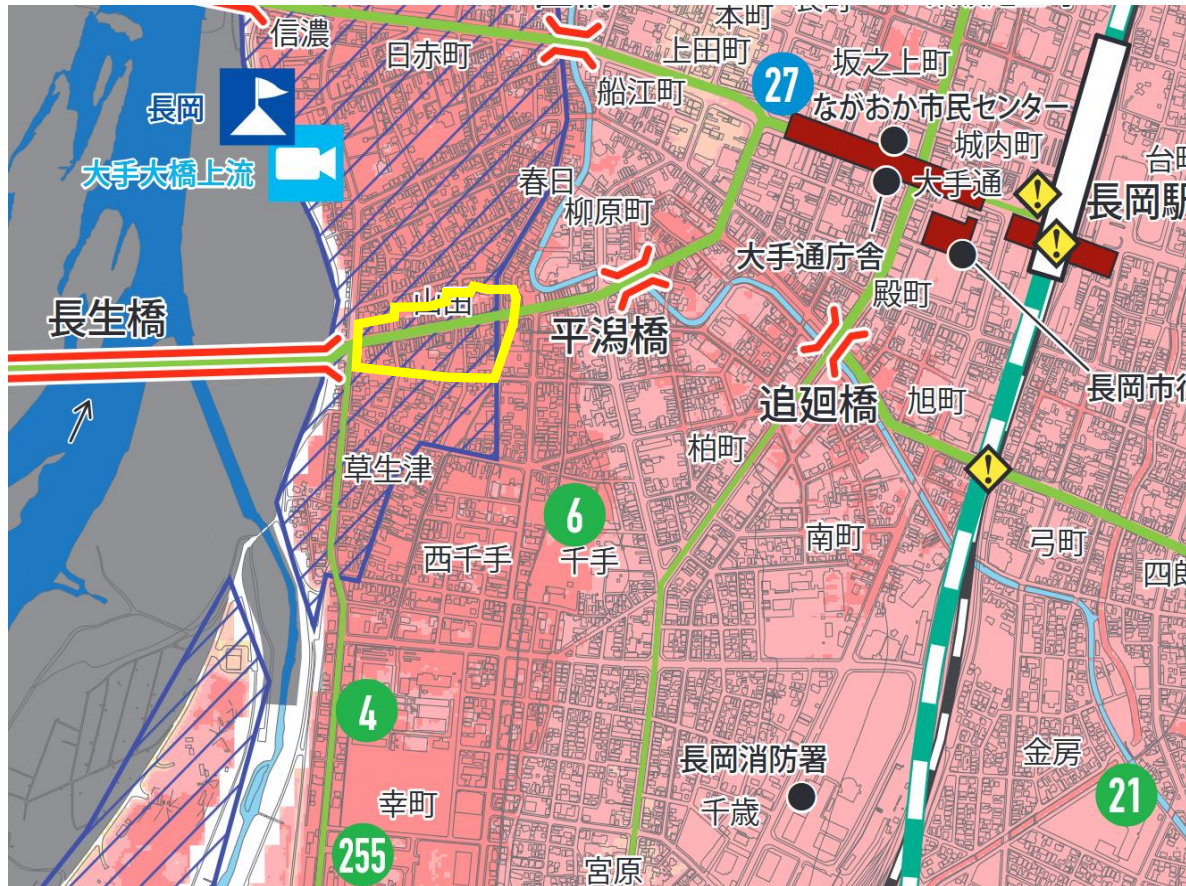 本町
信濃
日赤町
上田町
坂之上町
27
船江町
長岡
ながおか市民センター
城内町
大手大橋上流
春日
大手通
長岡駅
柳原町
大手通庁舎
殿町
山田
長生橋
平潟橋
追廻橋
旭町
柏町
草生津
6
西千手
千手
南町
弓町
4
長岡消防署
金房
幸町
千歳
21
255
宮原